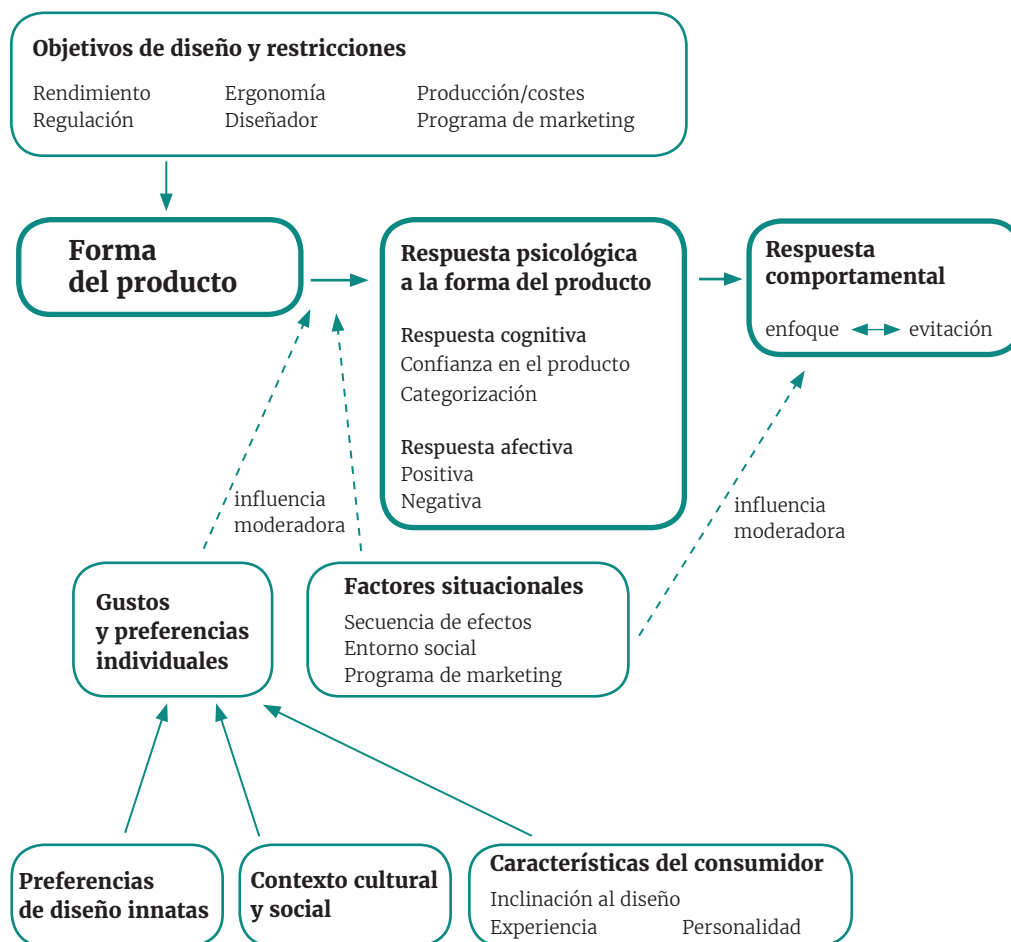 Objetivos de diseño y restricciones
Rendimiento Ergonomía Producción/costes
Regulación Diseñador Programa de marketing
Forma
del producto
Respuesta psicológica
a la forma del producto
Respuesta cognitiva
Confianza en el producto
Categorización
Respuesta afectiva
Positiva
Negativa
Respuesta
comportamental
enfoque evitación
influencia
moderadora
influencia
moderadora
Gustos
y preferencias
individuales
Factores situacionales
Secuencia de efectos
Entorno social
Programa de marketing
Preferencias
de diseño innatas
Contexto cultural
y social
Características del consumidor
Inclinación al diseño
Experiencia Personalidad